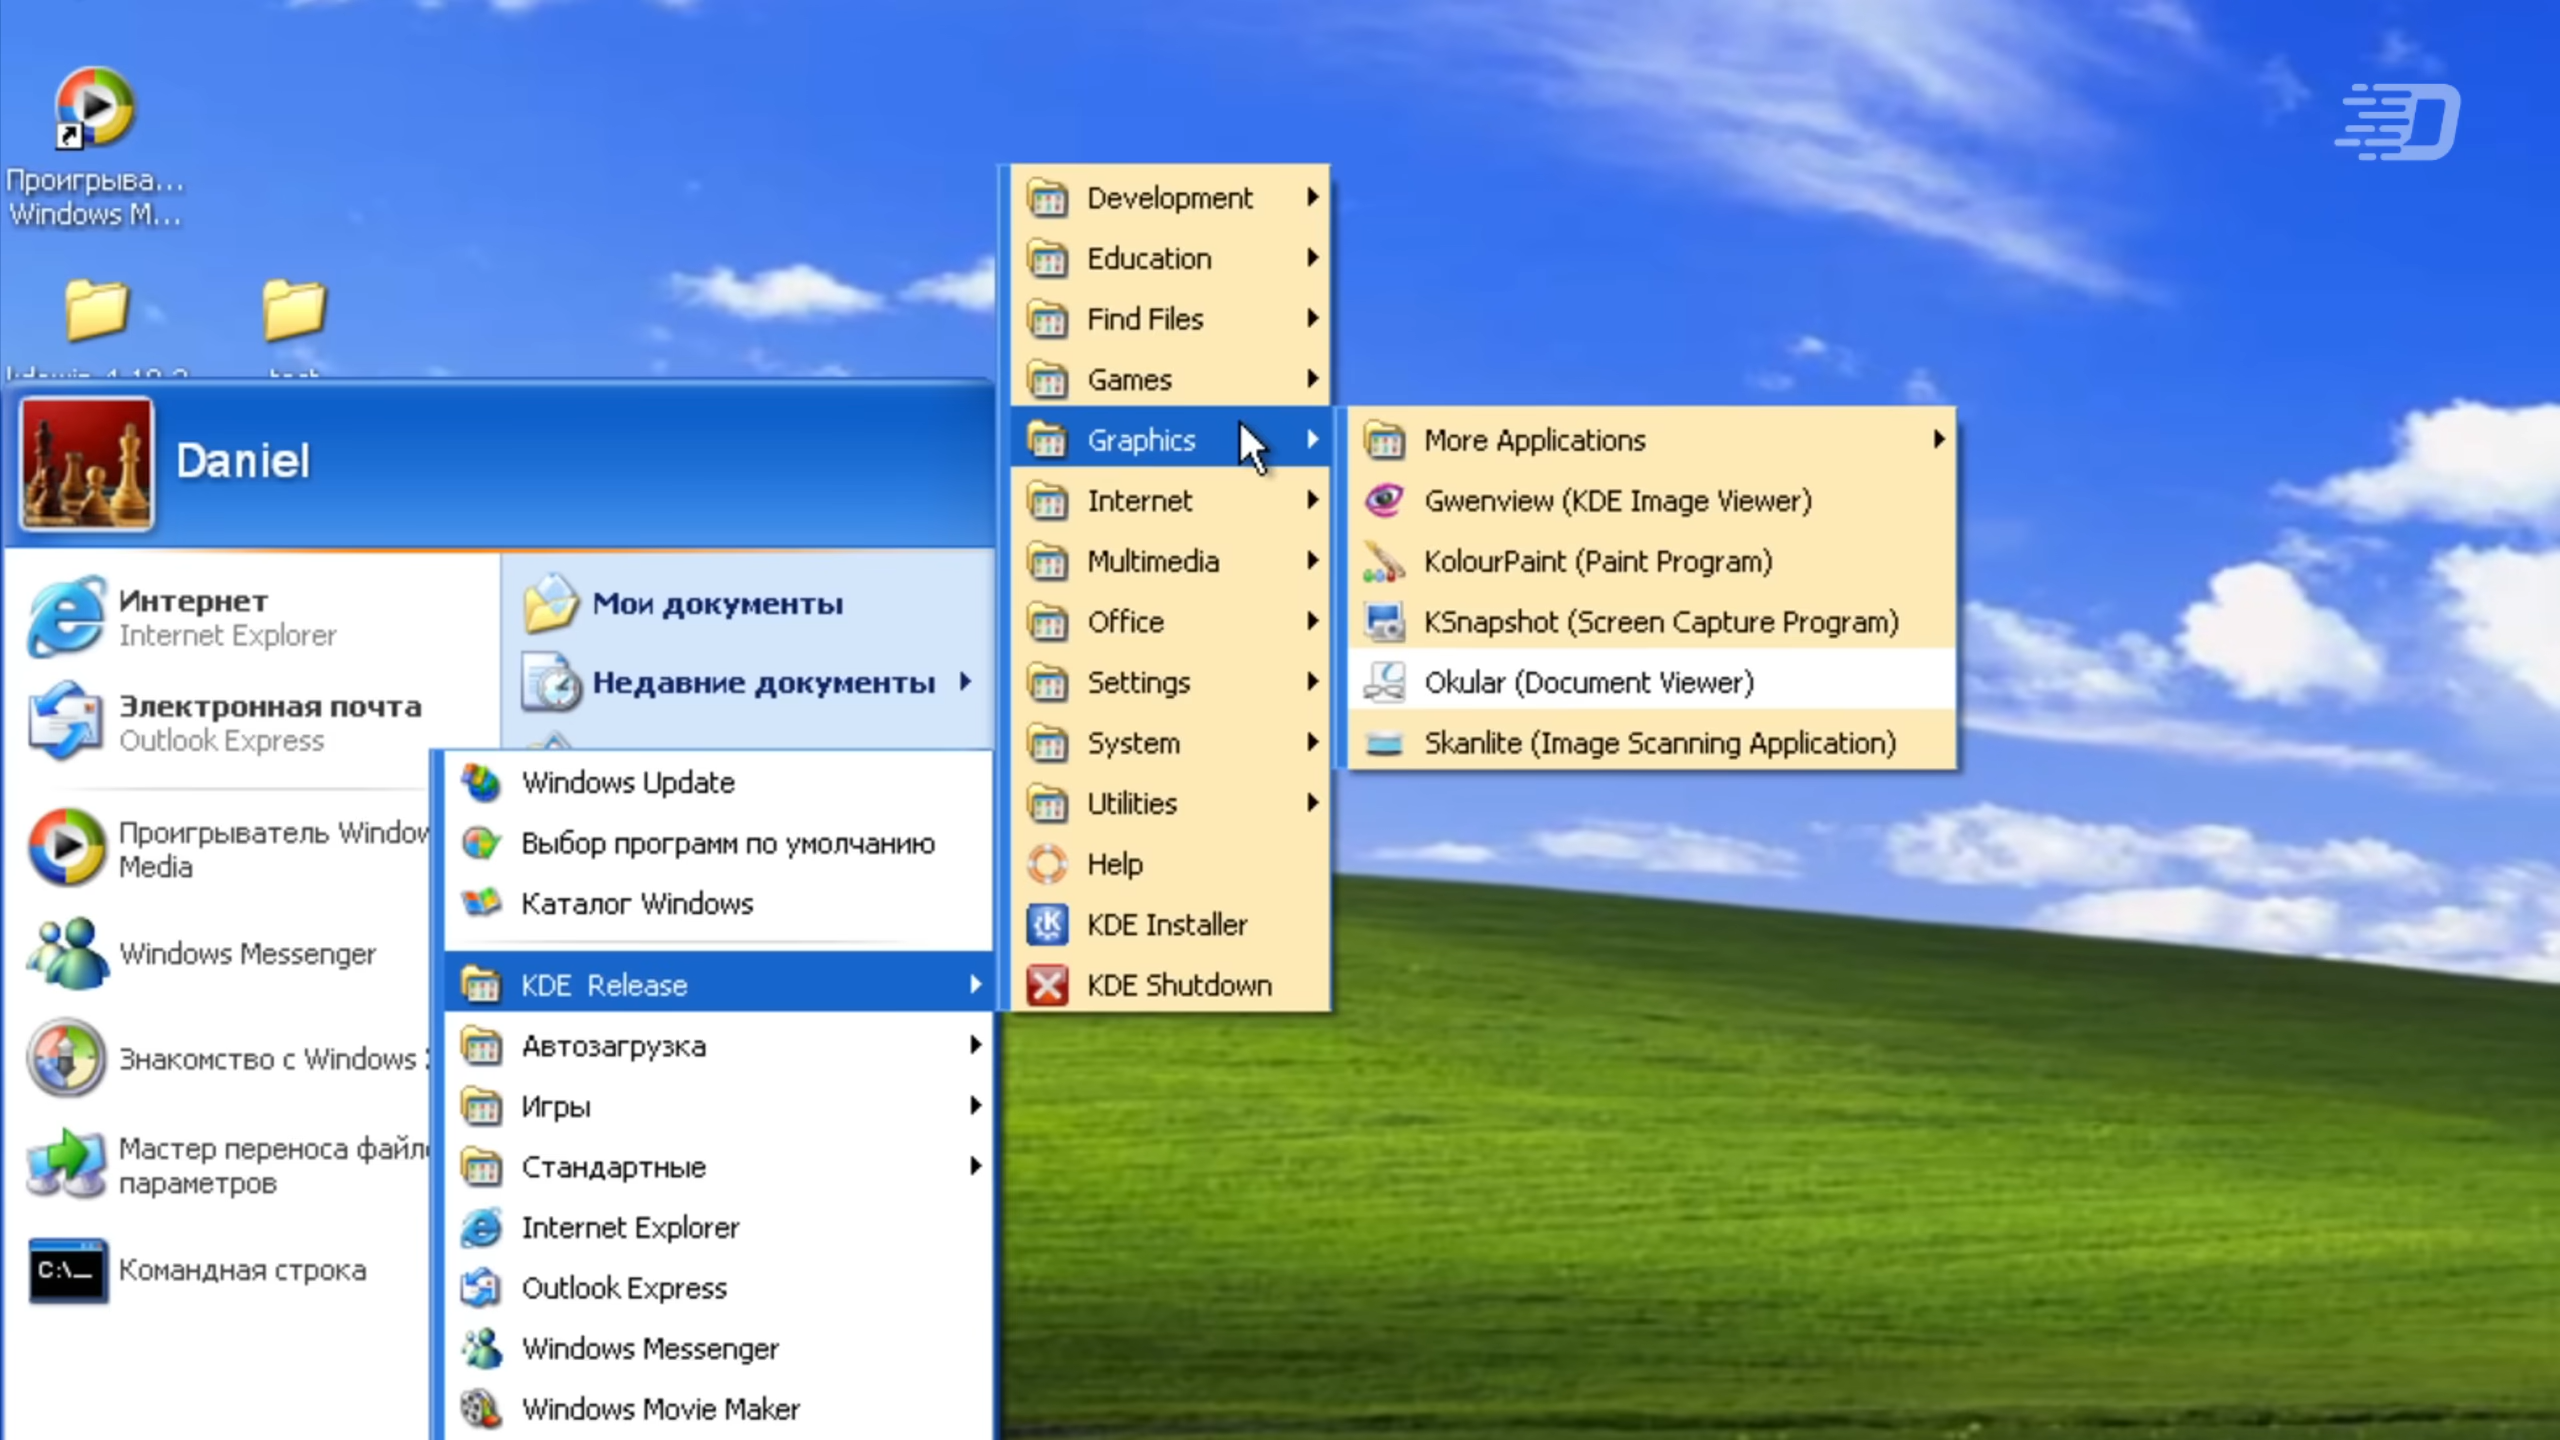 Проигрыва...
Windows M...
Daniel
Интернет
Internet Explorer
Электронная почта
Outlook Express
Проигрыватель Window
Media
Windows Messenger
Знакомство с Windows
Мастер переноса файл
параметров
C:\_
Командная строка
Мои документы
Недавние документы
Windows Update
Выбор программ по умолчанию
Каталог Windows
KDE Release
Автозагрузка
Игры
Стандартные
Internet Explorer
Outlook Express
Windows Messenger
Windows Movie Maker
Development
Education
Find Files
Games
Graphics
Internet
Multimedia
Office
Settings
System
Utilities
Help
KDE Installer
KDE Shutdown
More Applications
Gwenview (KDE Image Viewer)
KolourPaint (Paint Program)
KSnapshot (Screen Capture Program)
Okular (Document Viewer)
Skanlite (Image Scanning Application)